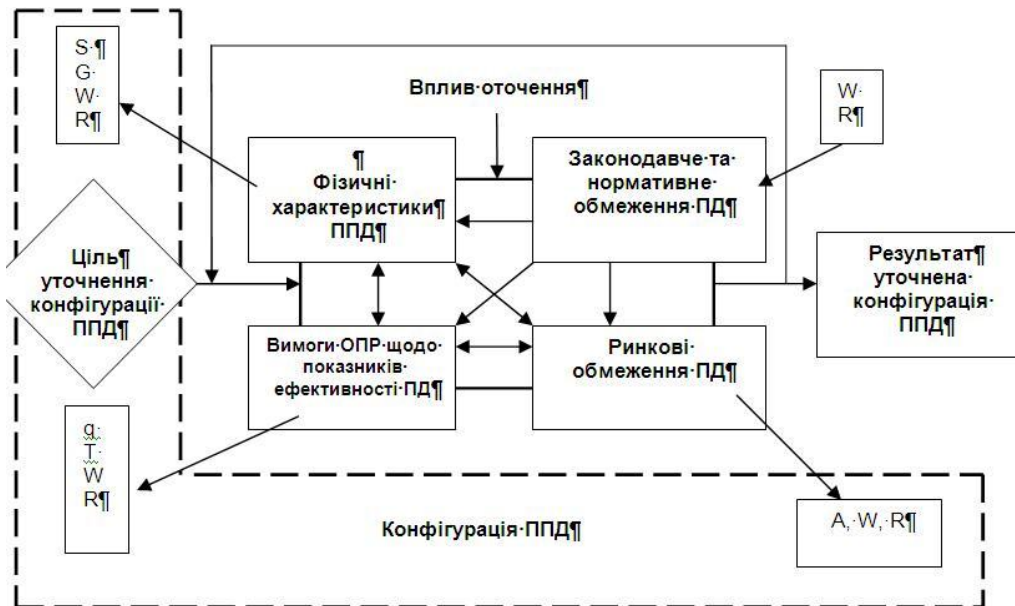 S·¶
G·
W·
R¶
Вплив·оточення¶
W·
R¶
¶
Фізичні·
характеристики¶
ППД¶
Законодавче·та·
нормативне·
обмеження·ПД¶
Ціль¶
уточнення·
конфігурації·
ППД¶
Результат¶
уточнена·
конфігурація·
ППД¶
Вимоги·ОПР·щодо·
показників·
ефективності·ПД¶
Ринкові·
обмеження·ПД¶
q·
T·
W
R¶
Конфігурація·ППД¶
A,·W,·R¶